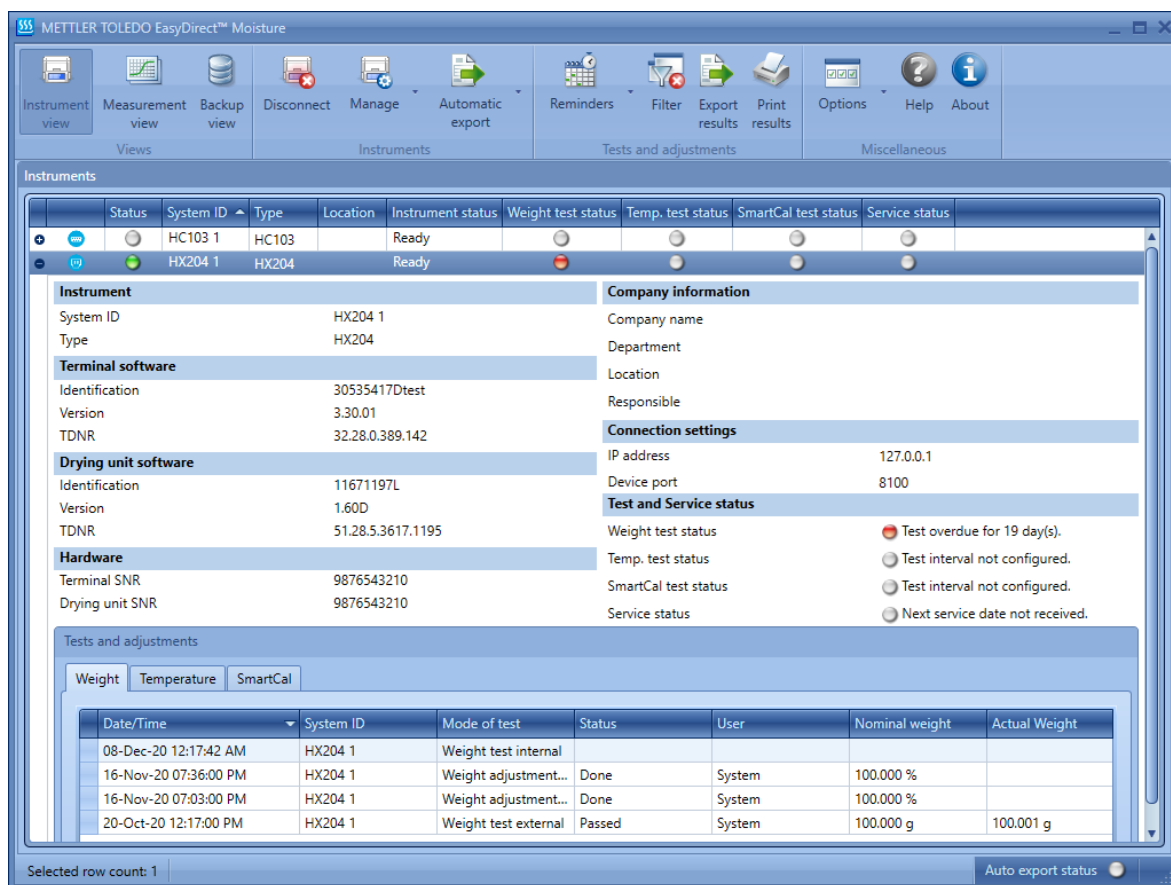 METTLER TOLEDO EasyDirect™ Moisture
Instrument view
Measurement view
Backup view
Disconnect
Manage
Automatic export
Reminders
Filter
Export results
Print results
Options
Help
About
Views
Instruments
Tests and adjustments
Miscellaneous
Instruments
Status System ID Type Location Instrument status Weight test status Temp. test status SmartCal test status Service status
HC103 1 HC103 Ready
HX204 1 HX204 Ready
Instrument
System ID HX204 1
Type HX204
Terminal software
Identification 30535417Dtest
Version 3.30.01
TDNR 32.28.0.389.142
Drying unit software
Identification 11671197L
Version 1.60D
TDNR 51.28.5.3617.1195
Hardware
Terminal SNR 9876543210
Drying unit SNR 9876543210
Company information
Company name
Department
Location
Responsible
Connection settings
IP address 127.0.0.1
Device port 8100
Test and Service status
Weight test status Test overdue for 19 day(s).
Temp. test status Test interval not configured.
SmartCal test status Test interval not configured.
Service status Next service date not received.
Tests and adjustments
Weight Temperature SmartCal
Date/Time System ID Mode of test Status User Nominal weight Actual Weight
08-Dec-20 12:17:42 AM HX204 1 Weight test internal
16-Nov-20 07:36:00 PM HX204 1 Weight adjustment... Done System 100.000 %
16-Nov-20 07:03:00 PM HX204 1 Weight adjustment... Done System 100.000 %
20-Oct-20 12:17:00 PM HX204 1 Weight test external Passed System 100.000 g 100.001 g
Selected row count: 1
Auto export status